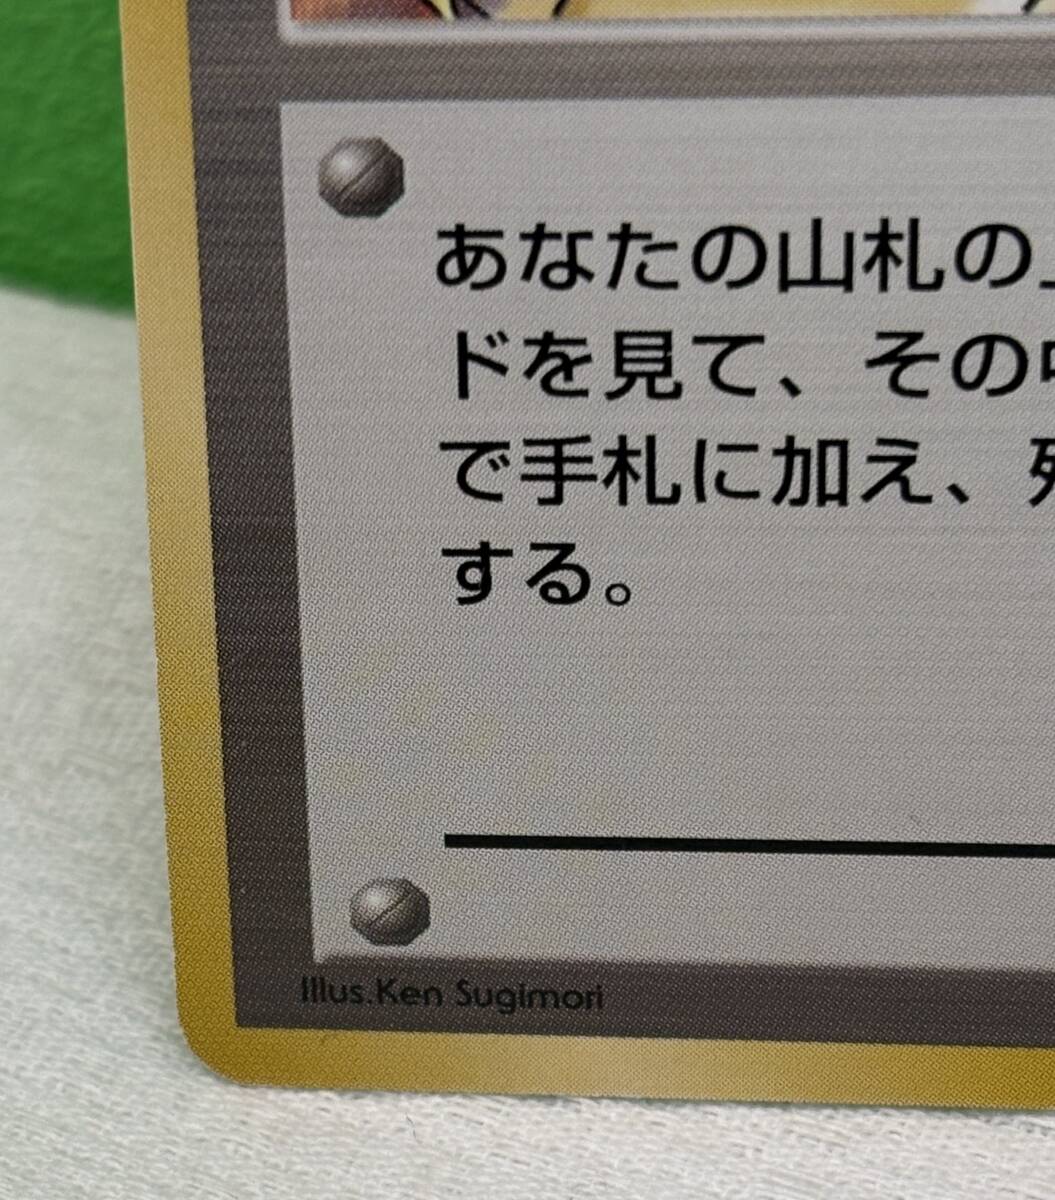 あなたの山札の
ドを見て、その
で手札に加え、
する。
Illus.Ken Sugimori